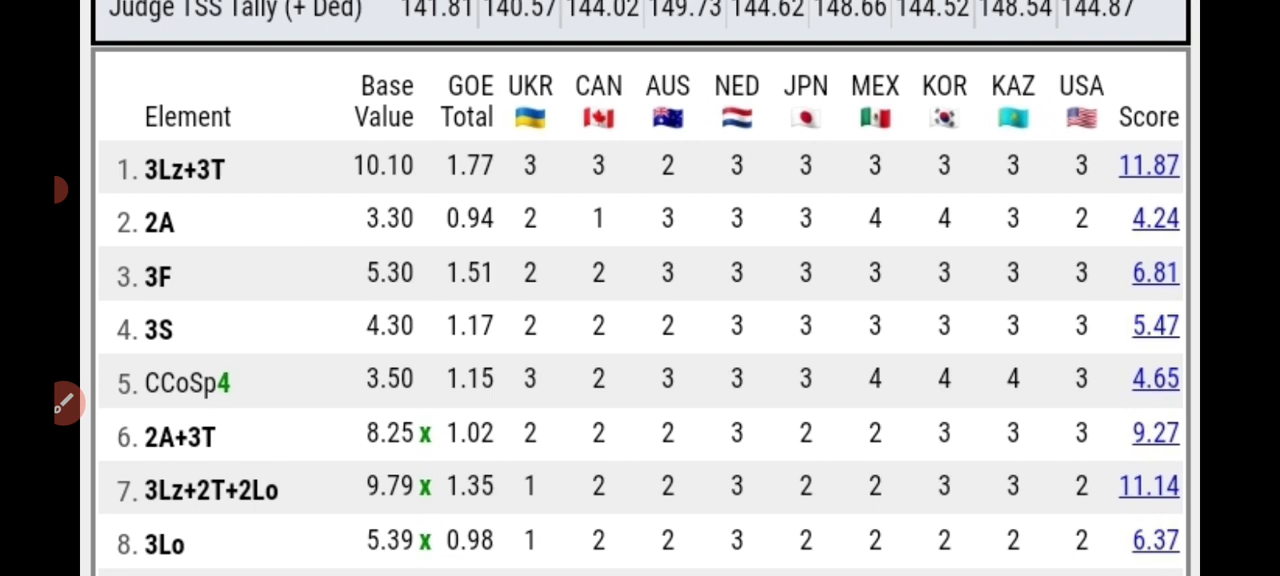 Judge TSS Tally (+ Ded) 141.81 140.57 144.02 149.73 144.62 148.66 144.52 148.54 144.87
Base GOE UKR CAN AUS NED JPN MEX KOR KAZ USA
Element Value Total Score
1. 3Lz+3T 10.10 1.77 3 3 2 3 3 3 3 3 3 11.87
2. 2A 3.30 0.94 2 1 3 3 3 4 4 3 2 4.24
3. 3F 5.30 1.51 2 2 3 3 3 3 3 3 3 6.81
4. 3S 4.30 1.17 2 2 2 3 3 3 3 3 3 5.47
5. CCoSp4 3.50 1.15 3 2 3 3 3 4 4 4 3 4.65
6. 2A+3T 8.25 x 1.02 2 2 2 3 2 2 3 3 3 9.27
7. 3Lz+2T+2Lo 9.79 x 1.35 1 2 2 3 2 2 3 3 2 11.14
8. 3Lo 5.39 x 0.98 1 2 2 3 2 2 2 2 2 6.37